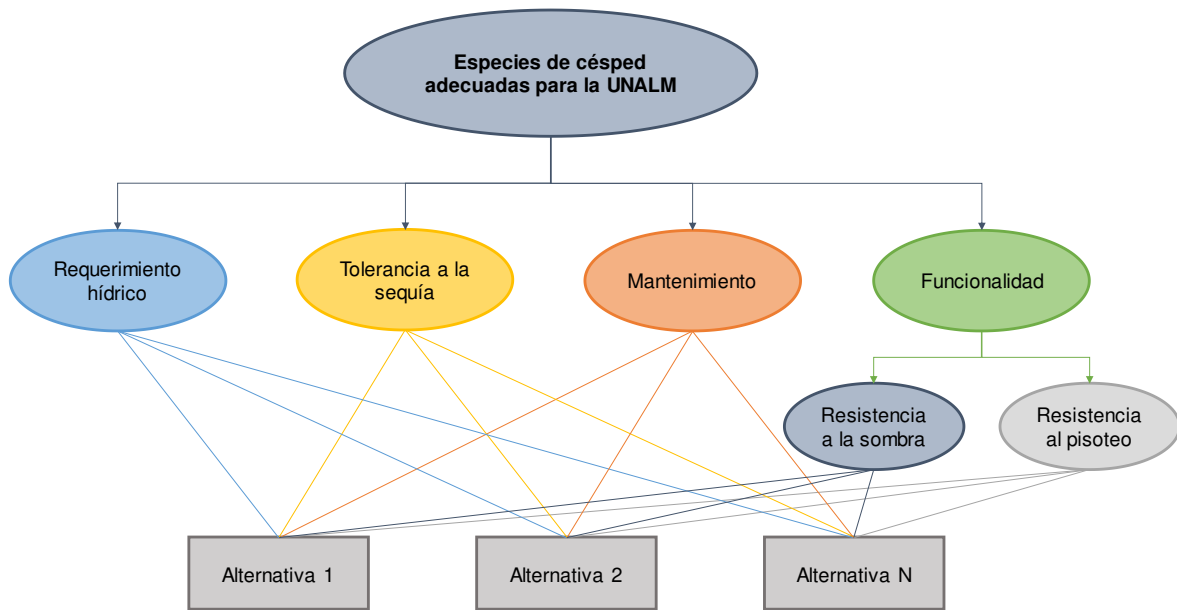 Especies de césped
adecuadas para la UNALM
Requerimiento
hídrico
Tolerancia a la
sequía
Mantenimiento
Funcionalidad
Resistencia
a la sombra
Resistencia
al pisoteo
Alternativa 1
Alternativa 2
Alternativa N